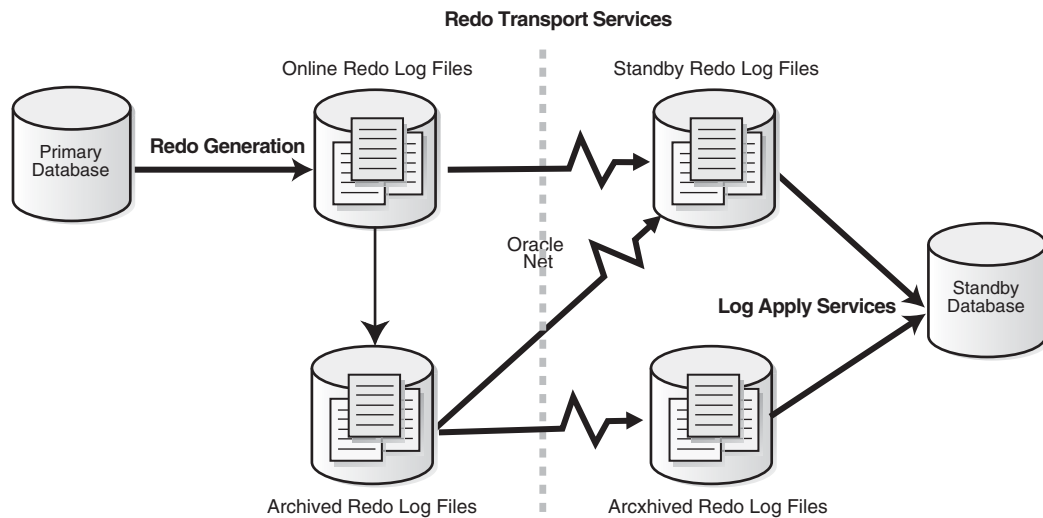 Redo Transport Services
Online Redo Log Files
Standby Redo Log Files
Primary
Database
Redo Generation
Oracle
Net
Log Apply Services
Standby
Database
Archived Redo Log Files
Arcxhived Redo Log Files